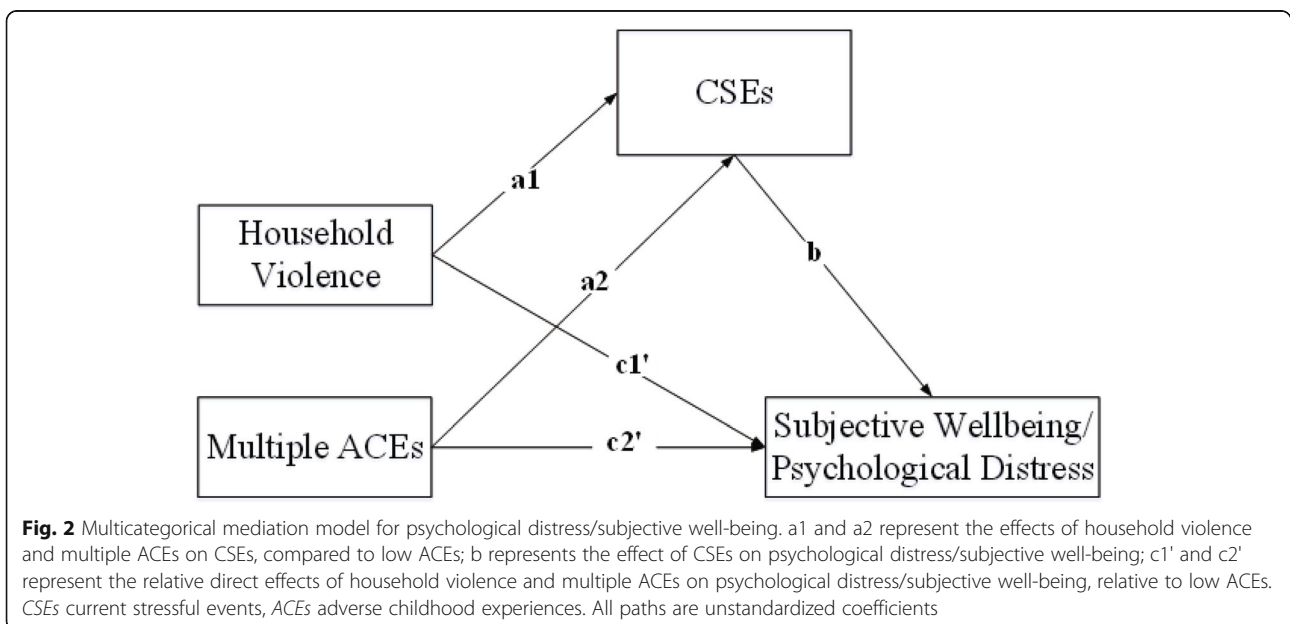 CSEs
a1
Household
Violence
a2
b
c1'
Multiple ACEs
c2'
Subjective Wellbeing/
Psychological Distress
Fig. 2 Multicategorical mediation model for psychological distress/subjective well-being. a1 and a2 represent the effects of household violence
and multiple ACEs on CSEs, compared to low ACEs; b represents the effect of CSEs on psychological distress/subjective well-being; c1' and c2'
represent the relative direct effects of household violence and multiple ACEs on psychological distress/subjective well-being, relative to low ACEs.
CSEs current stressful events, ACEs adverse childhood experiences. All paths are unstandardized coefficients